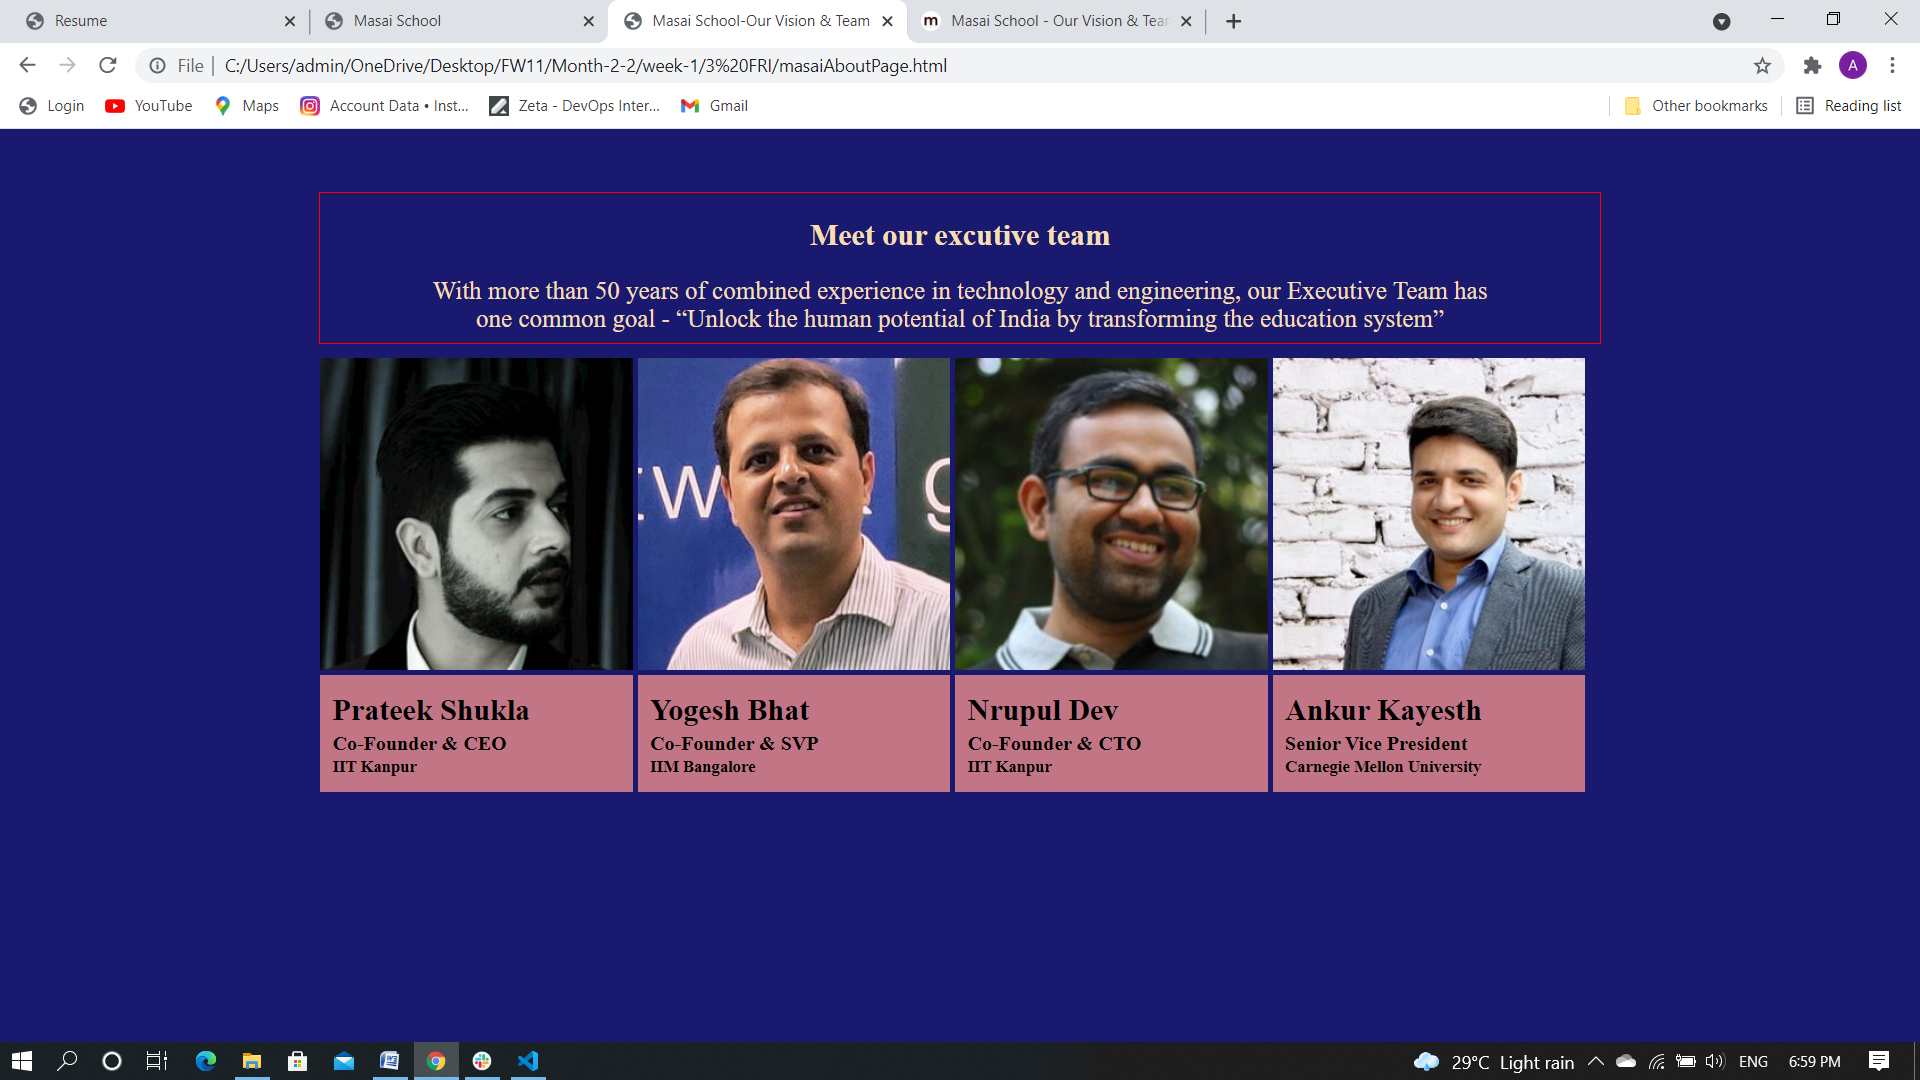 Resume
Masai School
Masai School-Our Vision & Team
m Masai School - Our Vision & Tea
File | C:/Users/admin/OneDrive/Desktop/FW11/Month-2-2/week-1/3%20FRI/masaiAboutPage.html
A
Login YouTube Maps Account Data • Inst... Zeta - DevOps Inter... Gmail Other bookmarks Reading list
Meet our excutive team
With more than 50 years of combined experience in technology and engineering, our Executive Team has
one common goal - “Unlock the human potential of India by transforming the education system”
tw g
Prateek Shukla
Co-Founder & CEO
IIT Kanpur
Yogesh Bhat
Co-Founder & SVP
IIM Bangalore
Nrupul Dev
Co-Founder & CTO
IIT Kanpur
Ankur Kayesth
Senior Vice President
Carnegie Mellon University
29°C Light rain ENG 6:59 PM